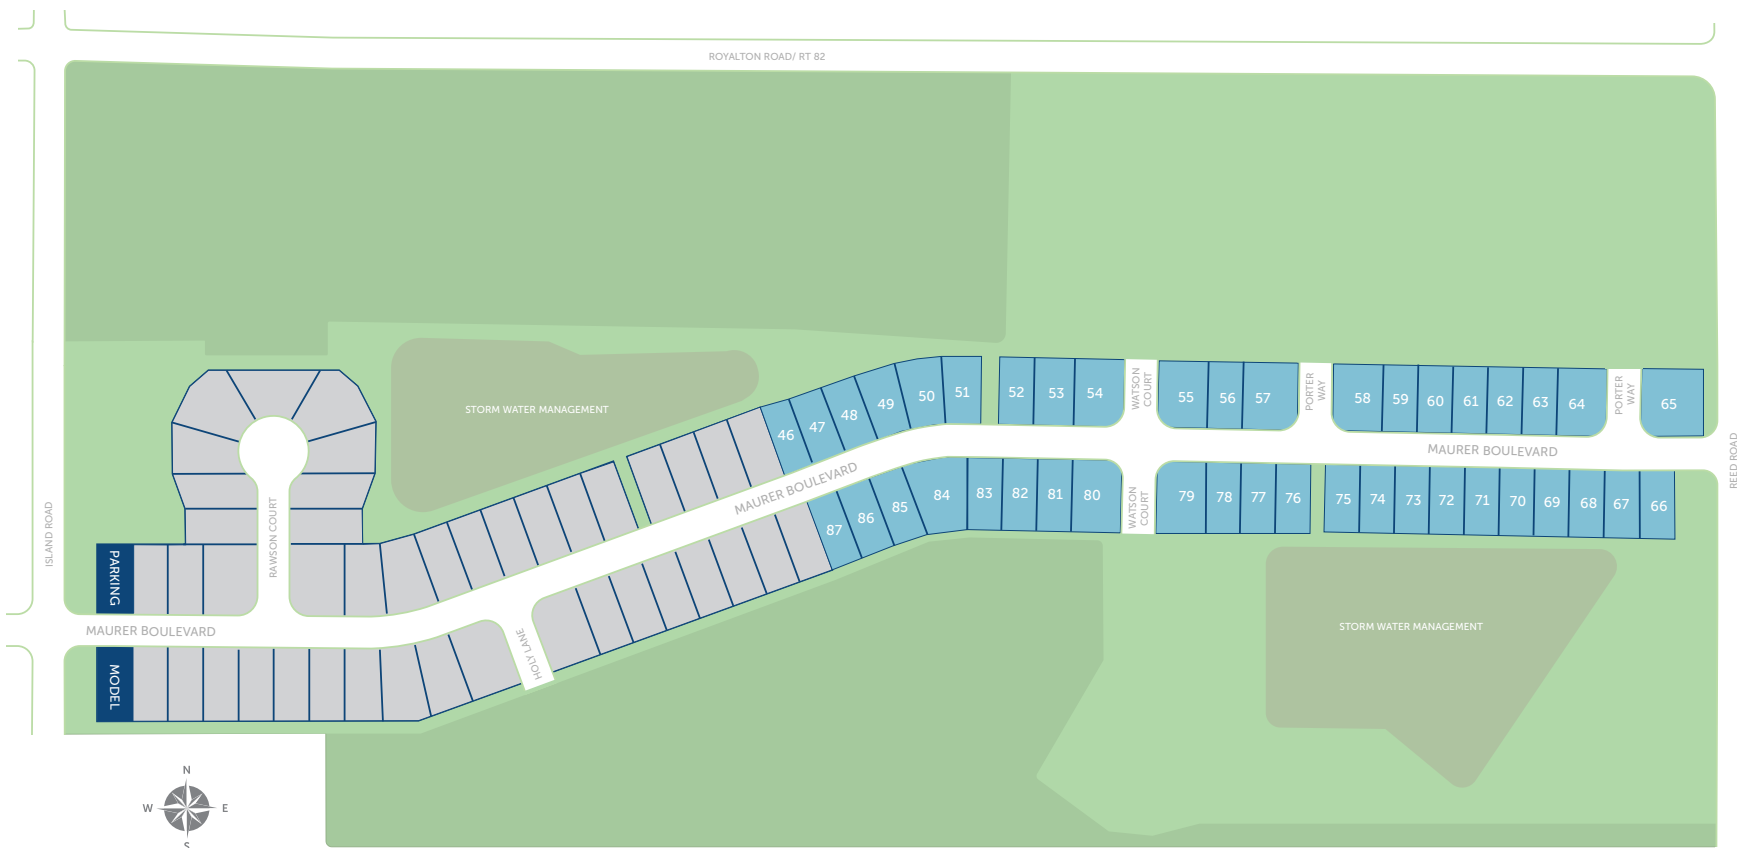 ROYALTON ROAD/ RT 82
STORM WATER MANAGEMENT
46
47
48
49
50
51
52
53
54
WATSON
COURT
55
56
57
PORTER
WAY
58
59
60
61
62
63
64
PORTER
WAY
65
MAURER BOULEVARD
REED ROAD
MAURER BOULEVARD
87
86
85
84
83
82
81
80
WATSON
COURT
79
78
77
76
75
74
73
72
71
70
69
68
67
66
ISLAND ROAD
PARKING
RAWSON COURT
MAURER BOULEVARD
HOLY LANE
STORM WATER MANAGEMENT
MODEL
N
W
E
S